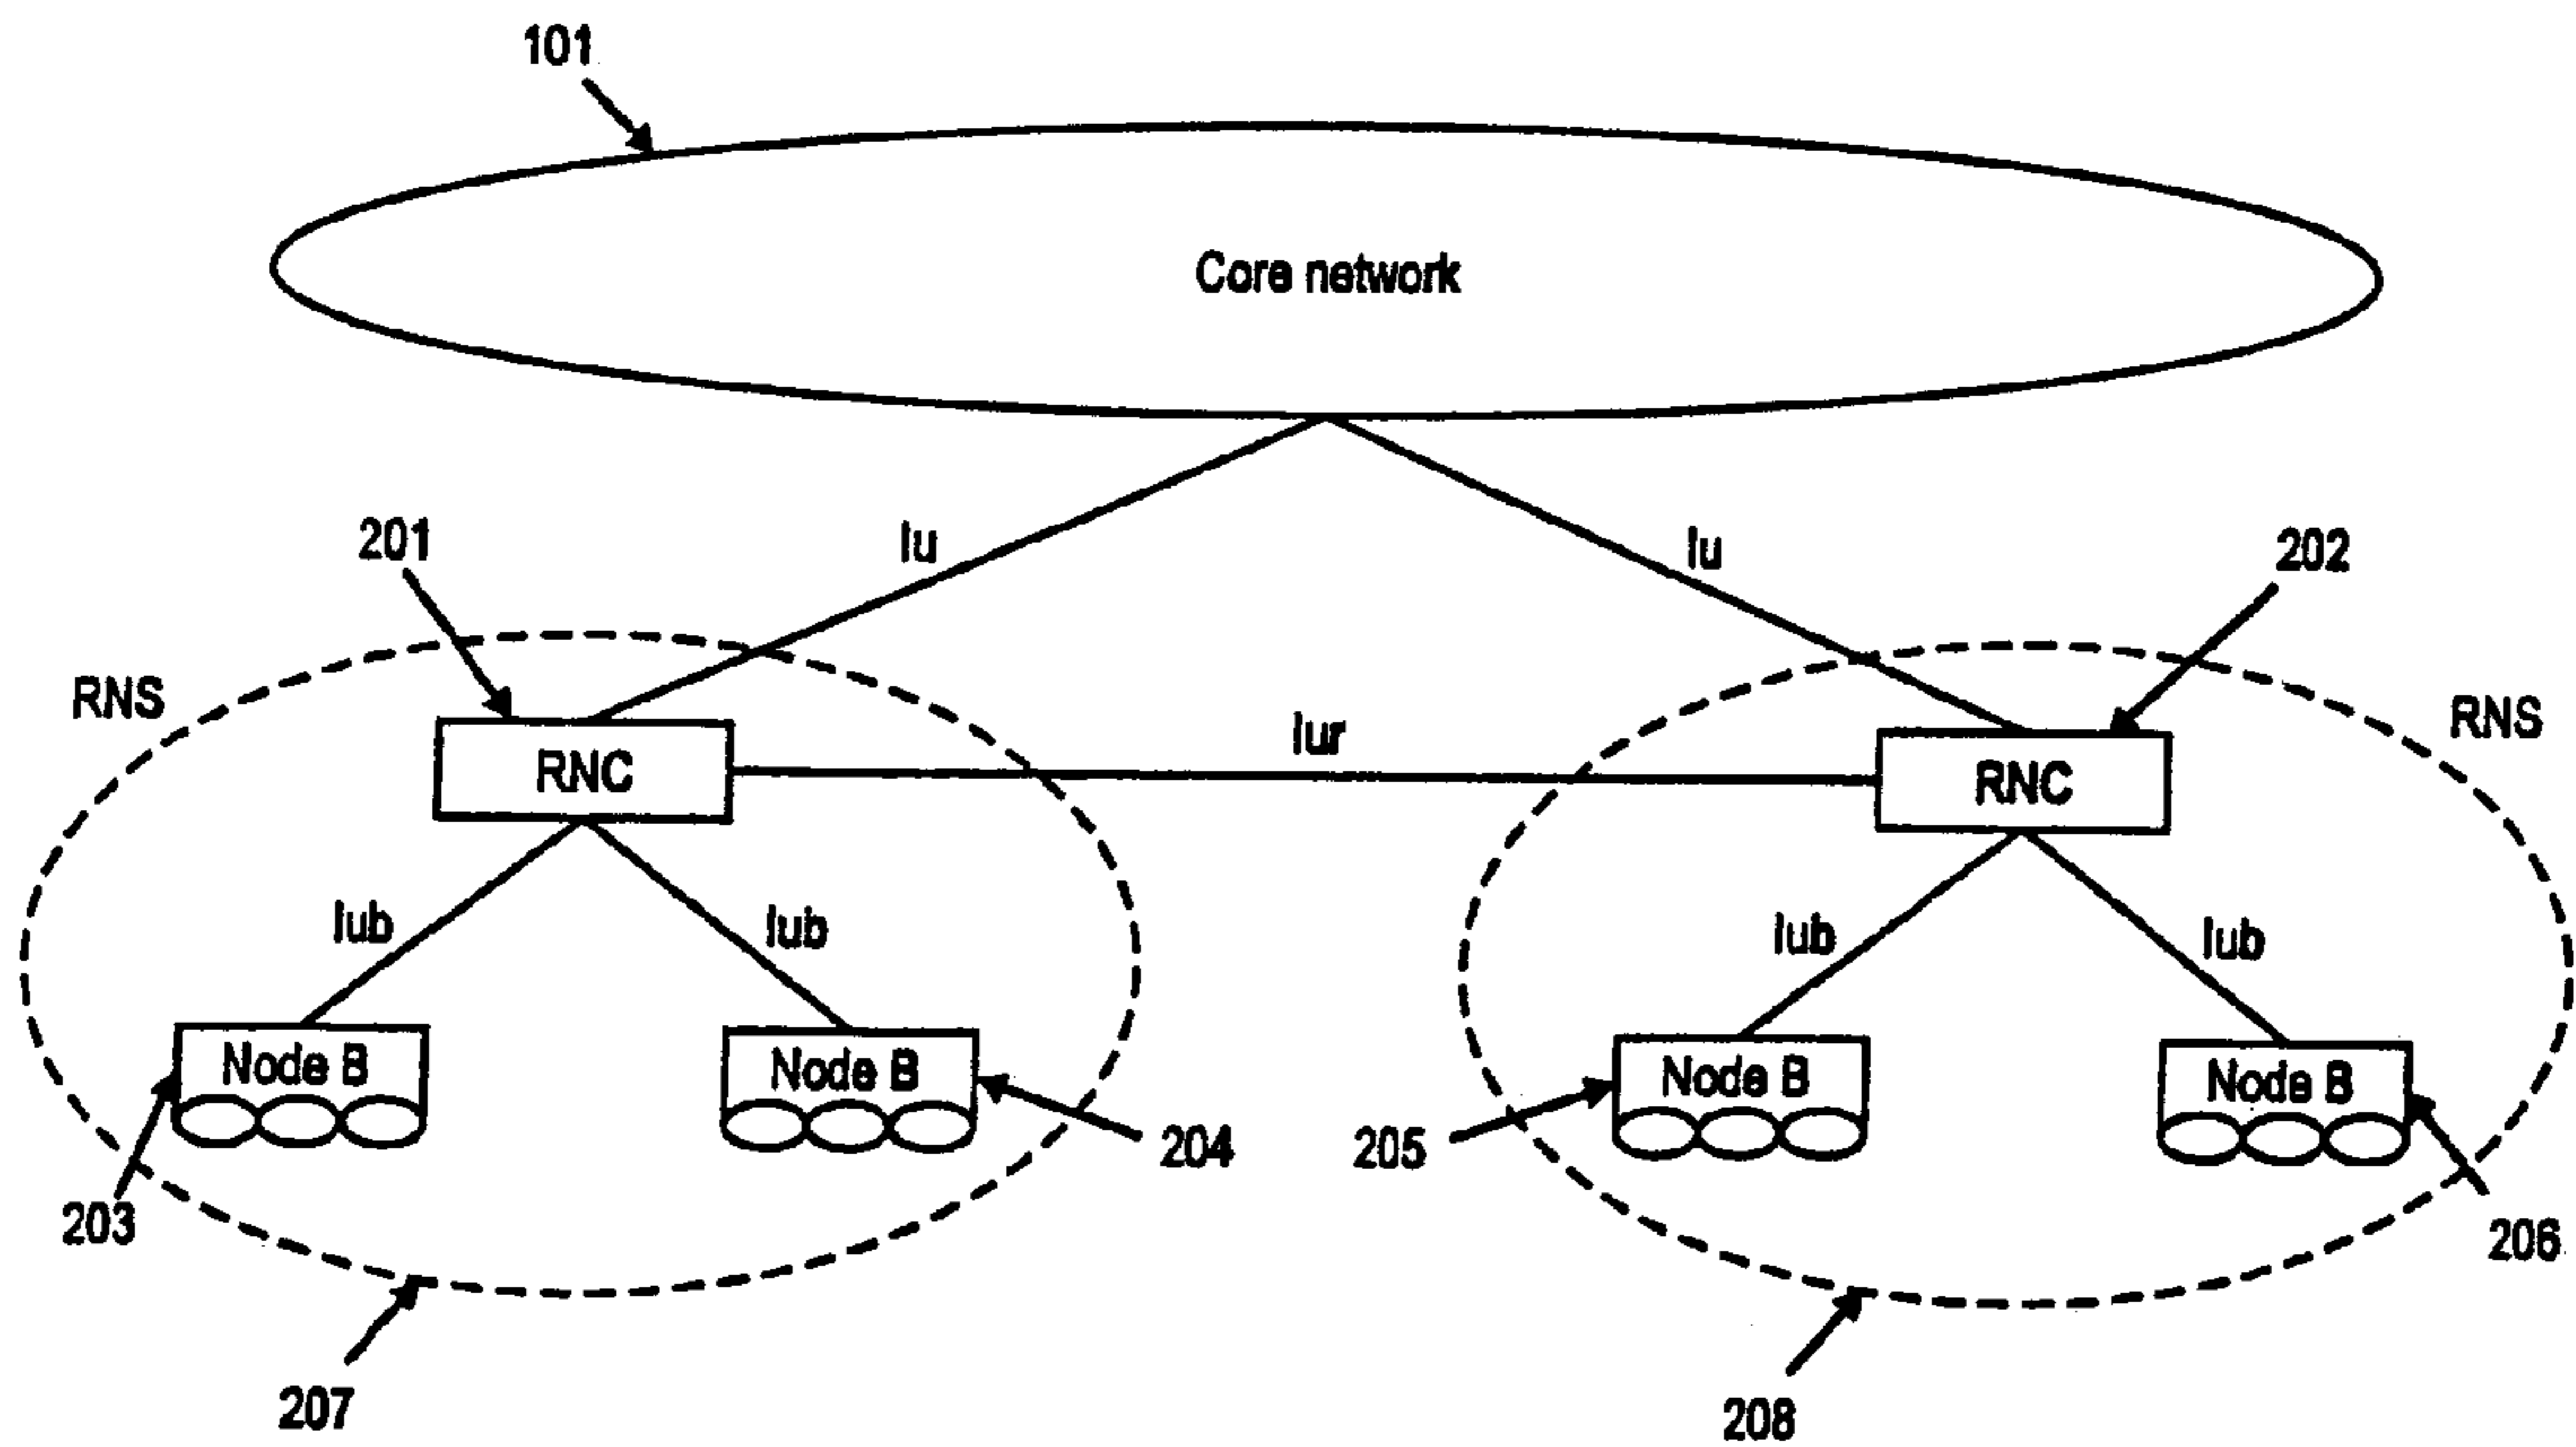 101
Core network
201
Iu
Iu
202
RNS
RNS
RNC
Iur
RNC
Iub
Iub
Iub
Iub
Node B
Node B
Node B
Node B
203
204
205
206
207
208